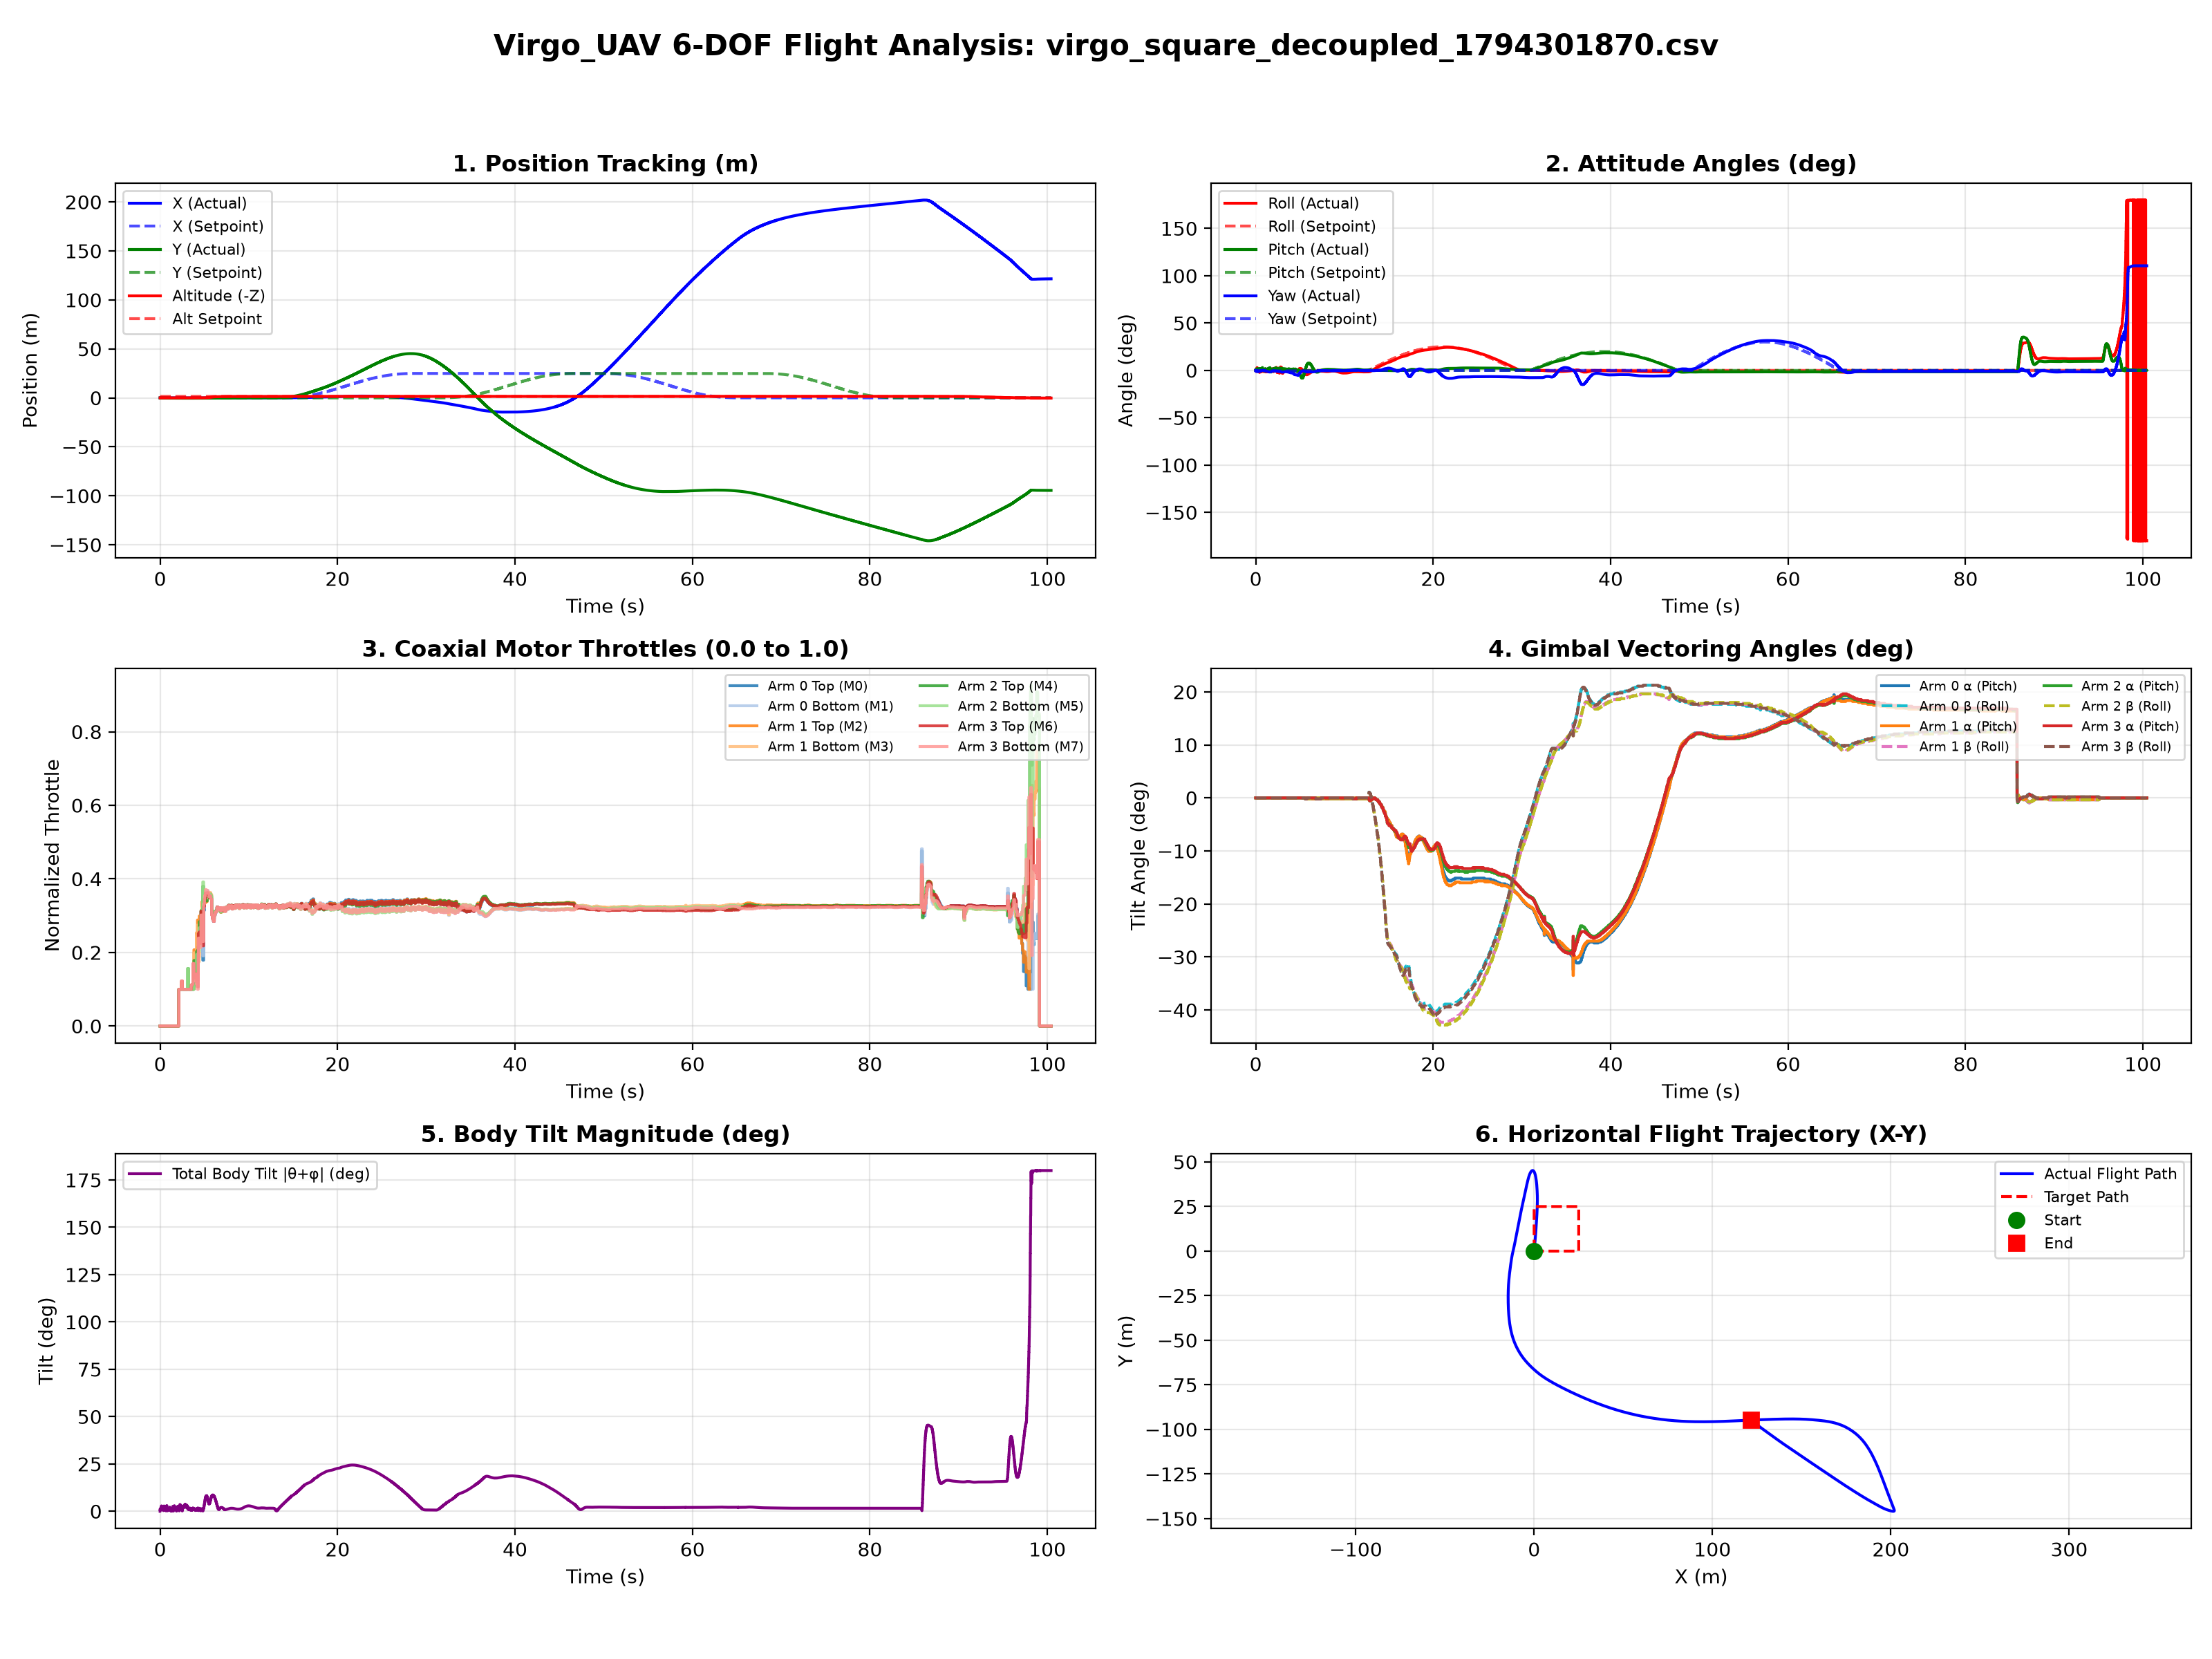 Virgo_UAV 6-DOF Flight Analysis: virgo_square_decoupled_1794301870.csv
1. Position Tracking (m)
Position (m)
200
150
100
50
0
−50
−100
−150
X (Actual)
X (Setpoint)
Y (Actual)
Y (Setpoint)
Altitude (-Z)
Alt Setpoint
0 20 40 60 80 100
Time (s)
2. Attitude Angles (deg)
Angle (deg)
150
100
50
0
−50
−100
−150
Roll (Actual)
Roll (Setpoint)
Pitch (Actual)
Pitch (Setpoint)
Yaw (Actual)
Yaw (Setpoint)
0 20 40 60 80 100
Time (s)
3. Coaxial Motor Throttles (0.0 to 1.0)
Normalized Throttle
0.8
0.6
0.4
0.2
0.0
Arm 0 Top (M0)
Arm 0 Bottom (M1)
Arm 1 Top (M2)
Arm 1 Bottom (M3)
Arm 2 Top (M4)
Arm 2 Bottom (M5)
Arm 3 Top (M6)
Arm 3 Bottom (M7)
0 20 40 60 80 100
Time (s)
4. Gimbal Vectoring Angles (deg)
Tilt Angle (deg)
20
10
0
−10
−20
−30
−40
Arm 0 α (Pitch)
Arm 0 β (Roll)
Arm 1 α (Pitch)
Arm 1 β (Roll)
Arm 2 α (Pitch)
Arm 2 β (Roll)
Arm 3 α (Pitch)
Arm 3 β (Roll)
0 20 40 60 80 100
Time (s)
5. Body Tilt Magnitude (deg)
Tilt (deg)
175
150
125
100
75
50
25
0
Total Body Tilt |θ+φ| (deg)
0 20 40 60 80 100
Time (s)
6. Horizontal Flight Trajectory (X-Y)
Y (m)
50
25
0
−25
−50
−75
−100
−125
−150
Actual Flight Path
Target Path
Start
End
−100 0 100 200 300
X (m)